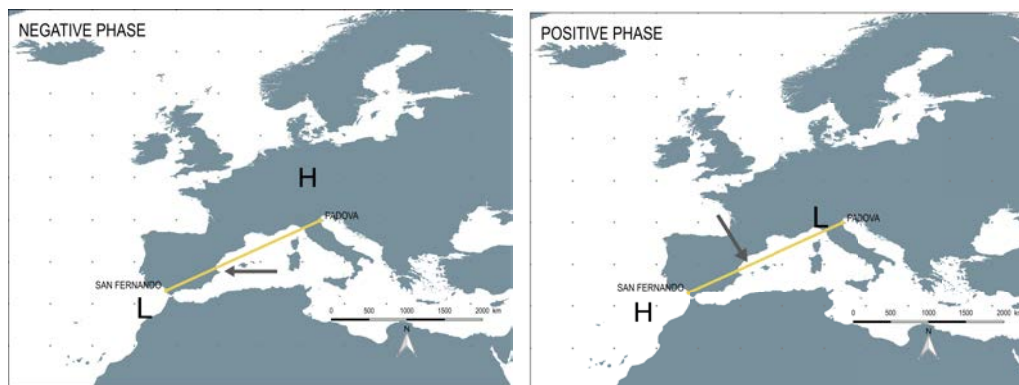 NEGATIVE PHASE
H
PADOVA
SAN FERNANDO
L
0 500 1000 1500 2000 km
N
POSITIVE PHASE
L
PADOVA
SAN FERNANDO
H
0 500 1000 1500 2000 km
N